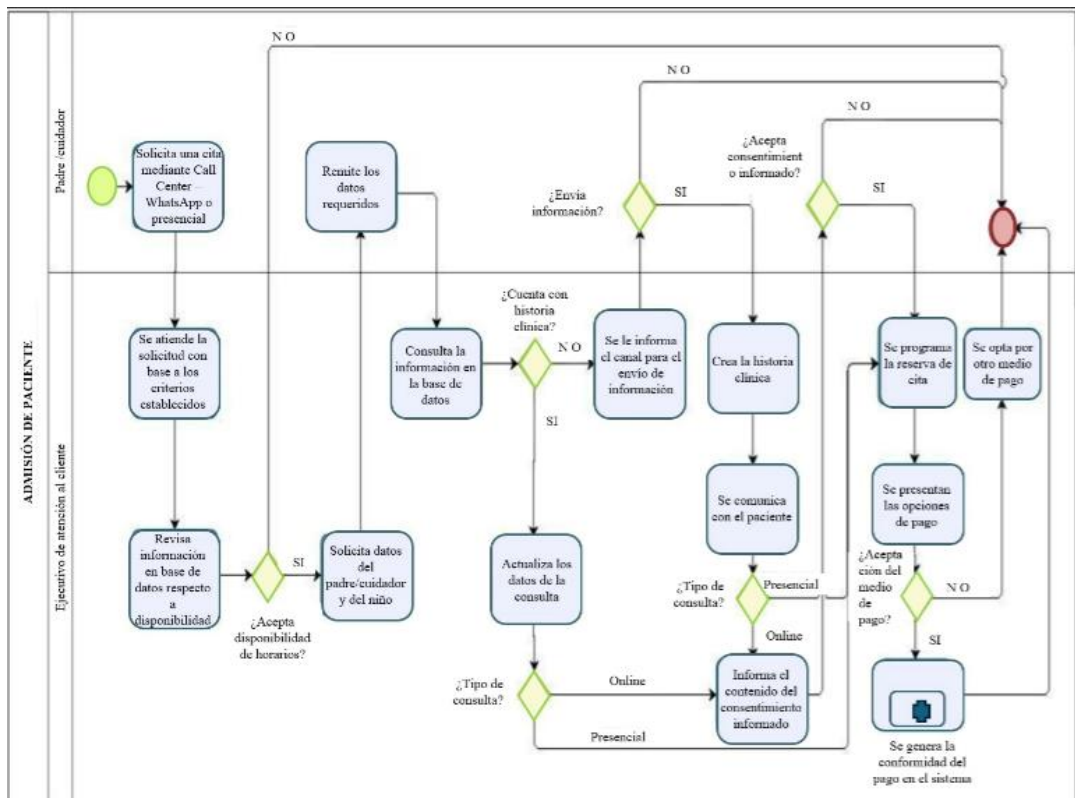 ADMISIÓN DE PACIENTE
Padre /cuidador
Ejecutivo de atención al cliente
N O
N O
N O
Solicita una cita
mediante Call
Center –
WhatsApp o
presencial
Remite los
datos
requeridos
¿Envía
información?
SI
¿Acepta
consentimient
o informado?
SI
Se atiende la
solicitud con
base a los
criterios
establecidos
Consulta la
información en
la base de
datos
¿Cuenta con
historia
clínica?
N O
SI
Se le informa
el canal para el
envío de
información
Crea la historia
clínica
Se programa
la reserva de
cita
Se opta por
otro medio
de pago
Revisa
información
en base de
datos respecto
a
disponibilidad
SI
¿Acepta
disponibilidad
de horarios?
Solicita datos
del
padre/cuidador
y del niño
Actualiza los
datos de la
consulta
Se comunica
con el paciente
Se presentan
las opciones
de pago
¿Tipo de
consulta?
Presencial
Online
¿Acepta
ción del
medio
de
pago?
N O
SI
¿Tipo de
consulta?
Online
Presencial
Informa el
contenido del
consentimiento
informado
Se genera la
conformidad del
pago en el sistema